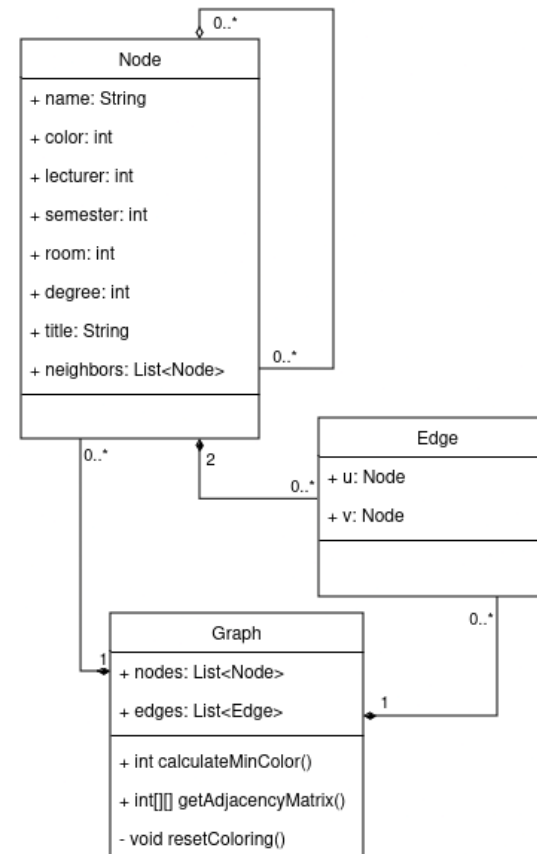 0..*
Node
+ name: String
+ color: int
+ lecturer: int
+ semester: int
+ room: int
+ degree: int
+ title: String
0..*
+ neighbors: List<Node>
0..*
2
Edge
0..*
+ u: Node
+ v: Node
0..*
Graph
1
+ nodes: List<Node>
1
+ edges: List<Edge>
+ int calculateMinColor()
+ int[][] getAdjacencyMatrix()
- void resetColoring()